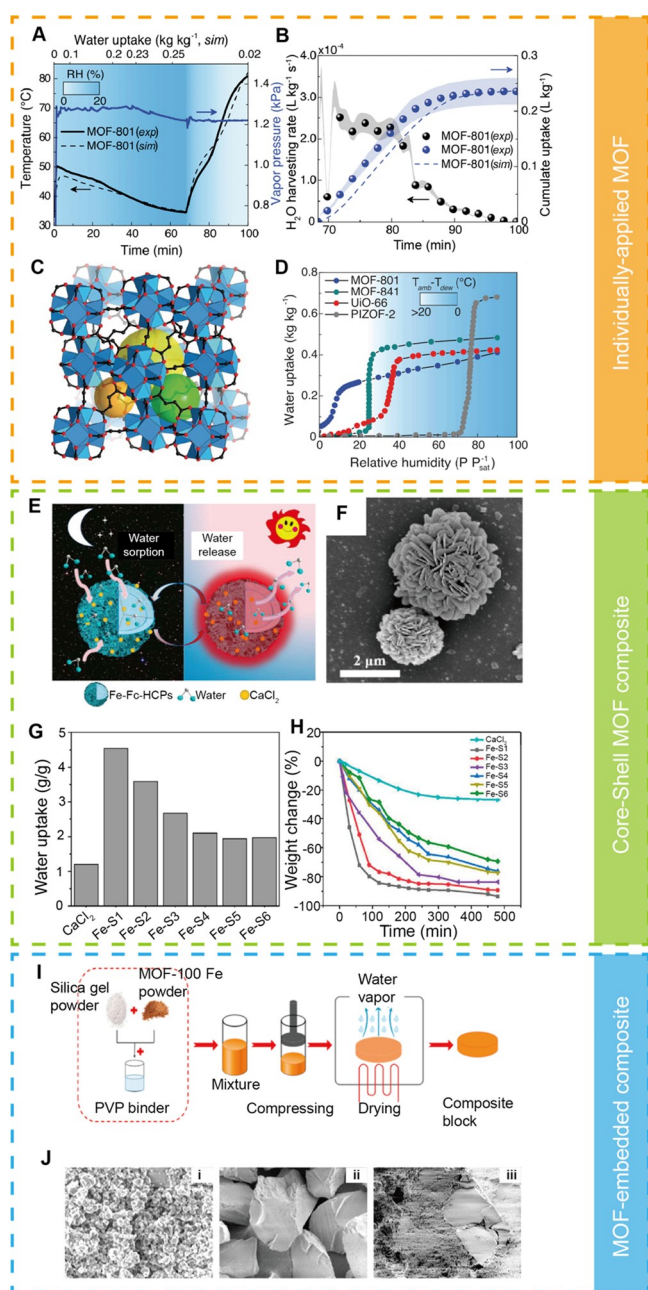 A
Water uptake (kg kg⁻¹, sim)
0 0.1 0.2 0.23 0.25 0.02
RH (%)
0 20
MOF-801(exp)
MOF-801(sim)
80
70
60
50
40
30
Temperature (°C)
1.4
1.2
1.0
0.8
Vapor pressure (kPa)
0 20 40 60 80 100
Time (min)
B
4.0×10⁻⁴
3
2
1
0
H₂O harvesting rate (L kg⁻¹ s⁻¹)
MOF-801(exp)
MOF-801(exp)
MOF-801(sim)
0.3
0.2
0.1
0
Cumulate uptake (L kg⁻¹)
70 80 90 100
Time (min)
Individually-applied MOF
C
D
MOF-801
MOF-841
UiO-66
PIZOF-2
Tamb-Tdew (°C)
>20 0
0.8
0.6
0.4
0.2
0
Water uptake (kg kg⁻¹)
0 20 40 60 80 100
Relative humidity (P P⁻¹sat)
E
Water sorption
Water release
Fe-Fc-HCPs Water CaCl₂
F
2 μm
Core-Shell MOF composite
G
5
4
3
2
1
0
Water uptake (g/g)
CaCl₂ Fe-S1 Fe-S2 Fe-S3 Fe-S4 Fe-S5 Fe-S6
H
CaCl₂
Fe-S1
Fe-S2
Fe-S3
Fe-S4
Fe-S5
Fe-S6
20
0
-20
-40
-60
-80
-100
Weight change (%)
0 100 200 300 400 500
Time (min)
I
Silica gel powder
MOF-100 Fe powder
PVP binder
Mixture
Compressing
Water vapor
Drying
Composite block
J
i
ii
iii
MOF-embedded composite